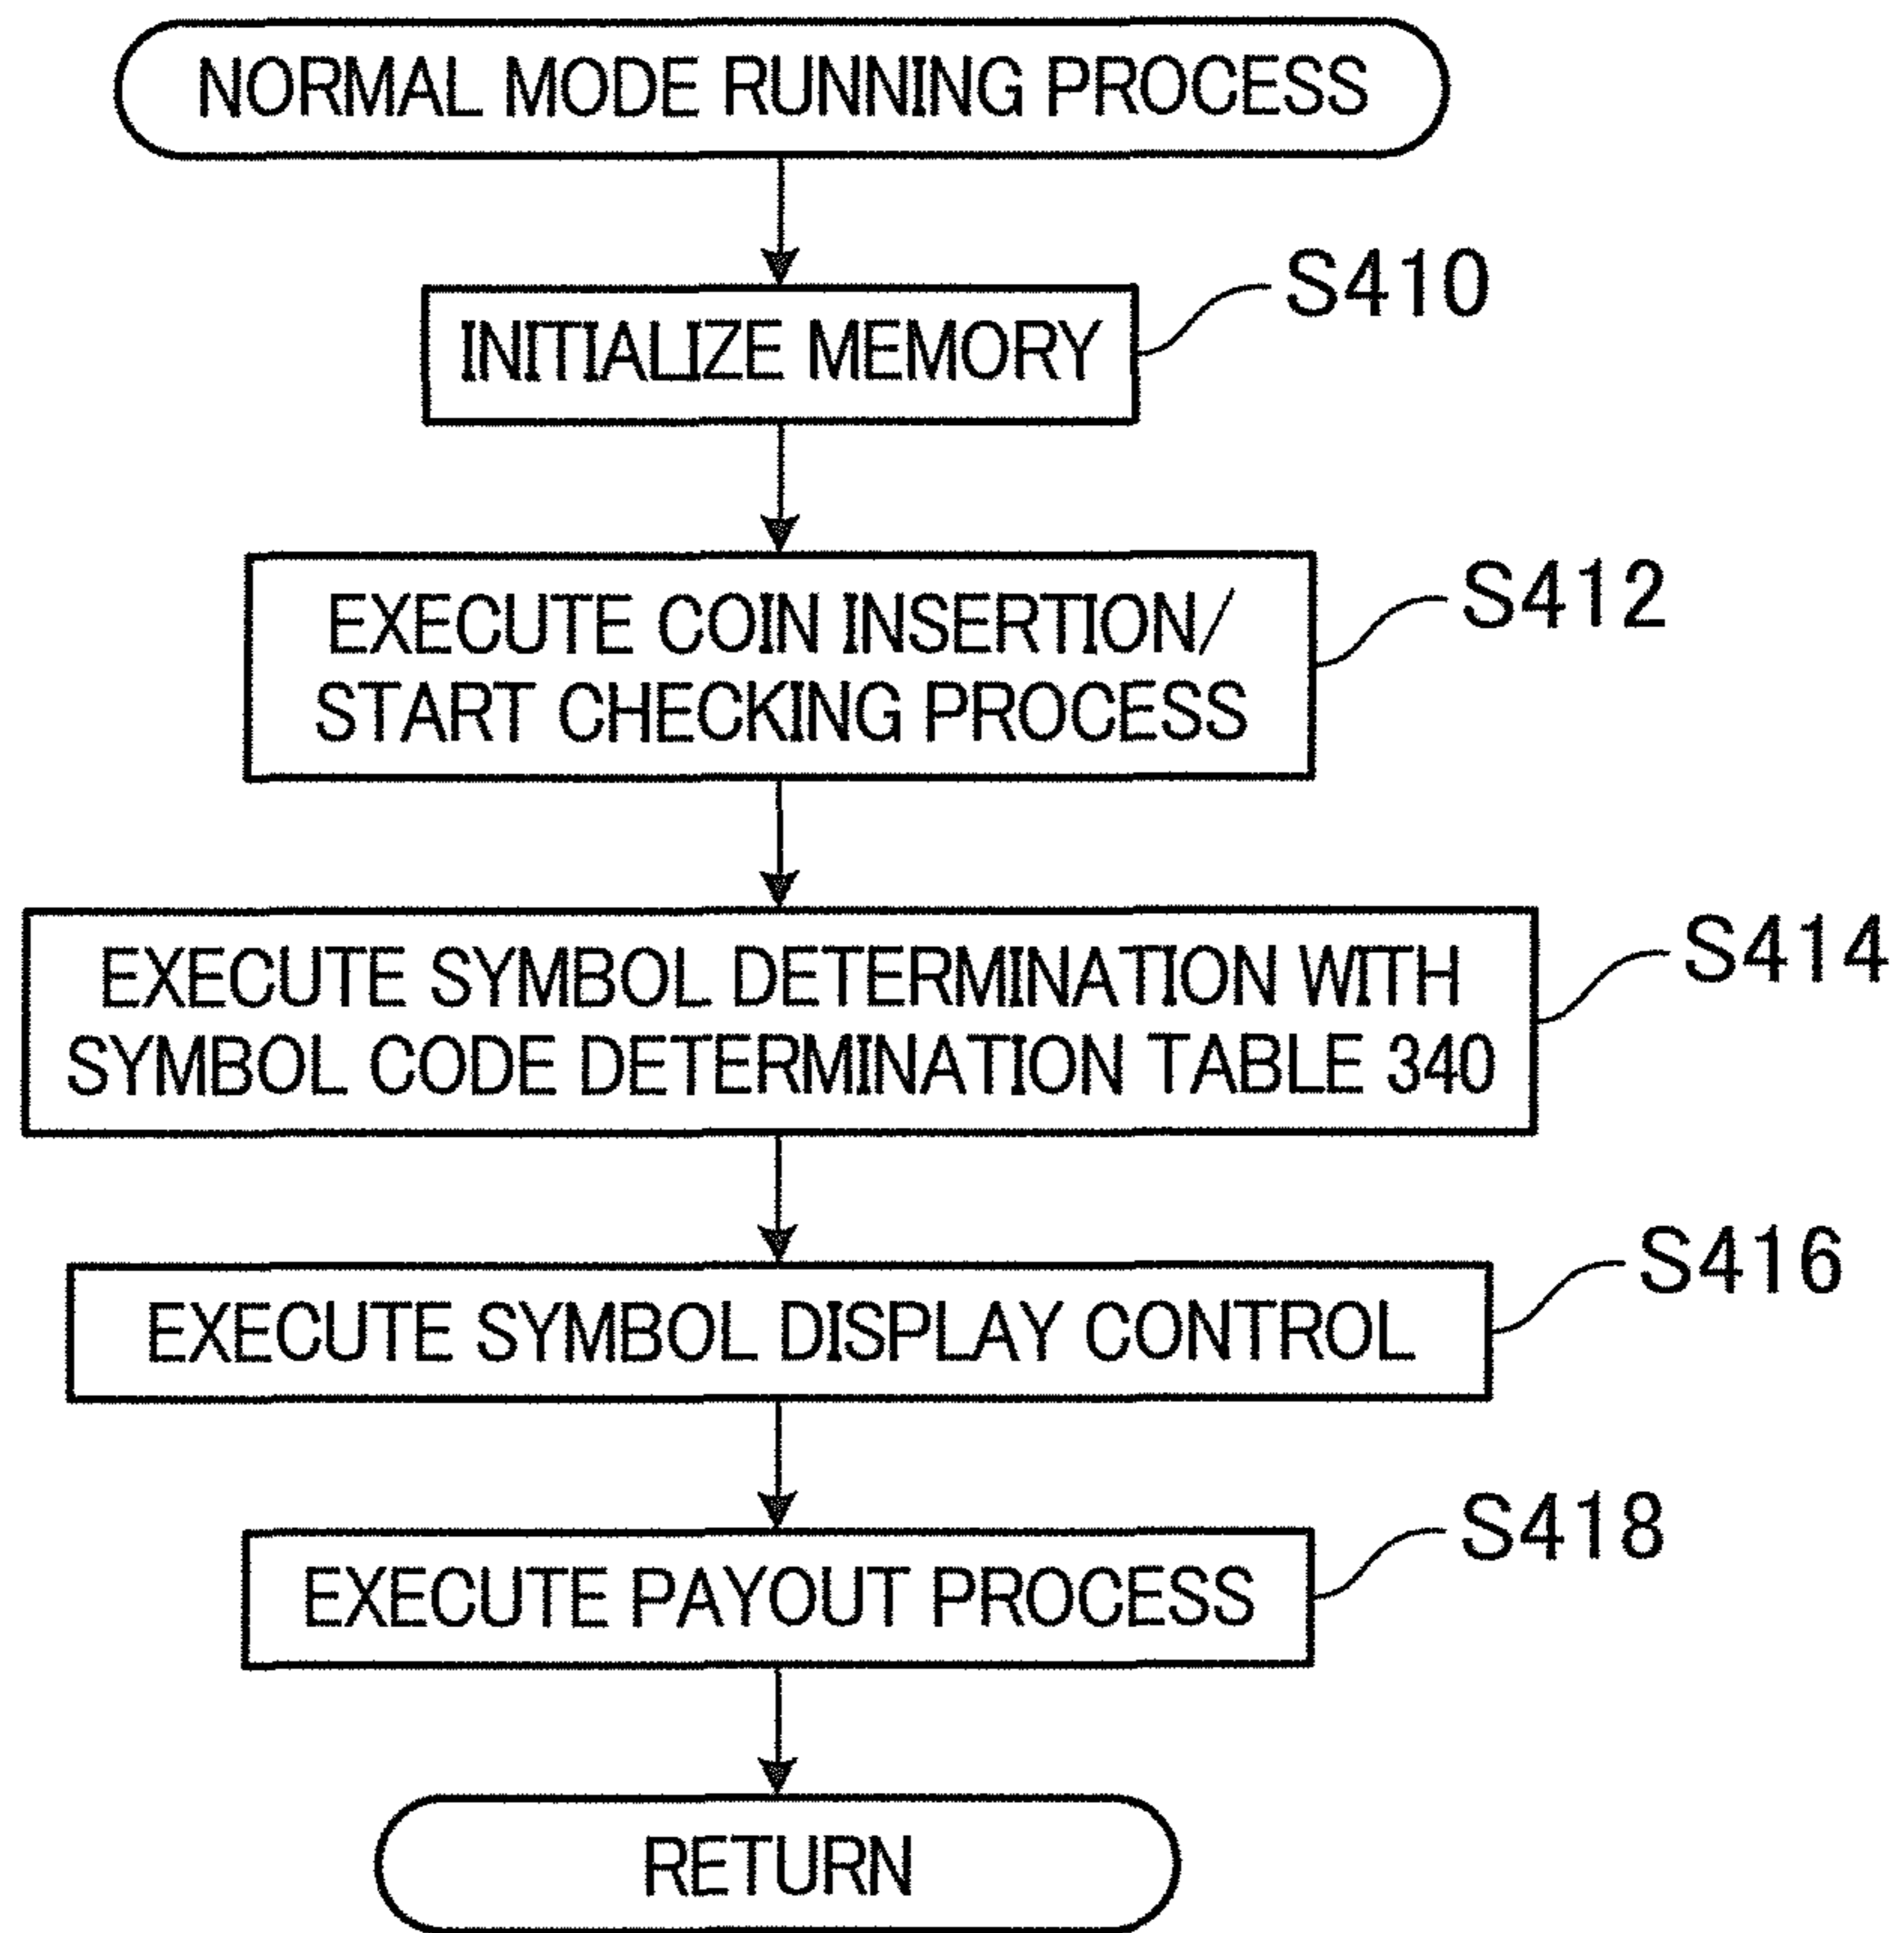 NORMAL MODE RUNNING PROCESS
INITIALIZE MEMORY
S410
EXECUTE COIN INSERTION/
START CHECKING PROCESS
S412
EXECUTE SYMBOL DETERMINATION WITH
SYMBOL CODE DETERMINATION TABLE 340
S414
EXECUTE SYMBOL DISPLAY CONTROL
S416
EXECUTE PAYOUT PROCESS
S418
RETURN